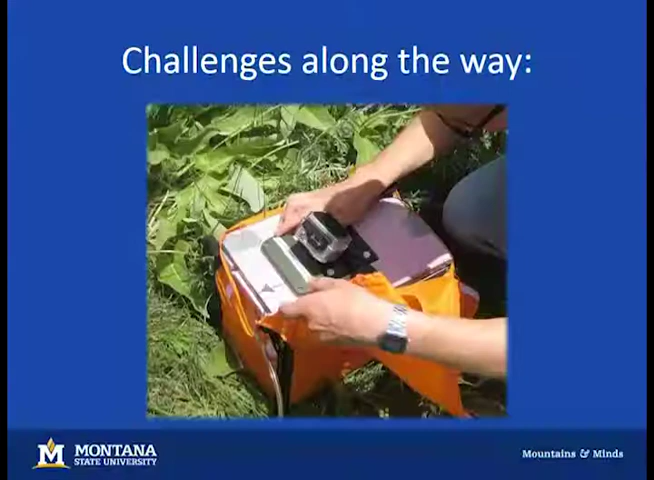 Challenges along the way:
M
MONTANA
STATE UNIVERSITY
Mountains & Minds